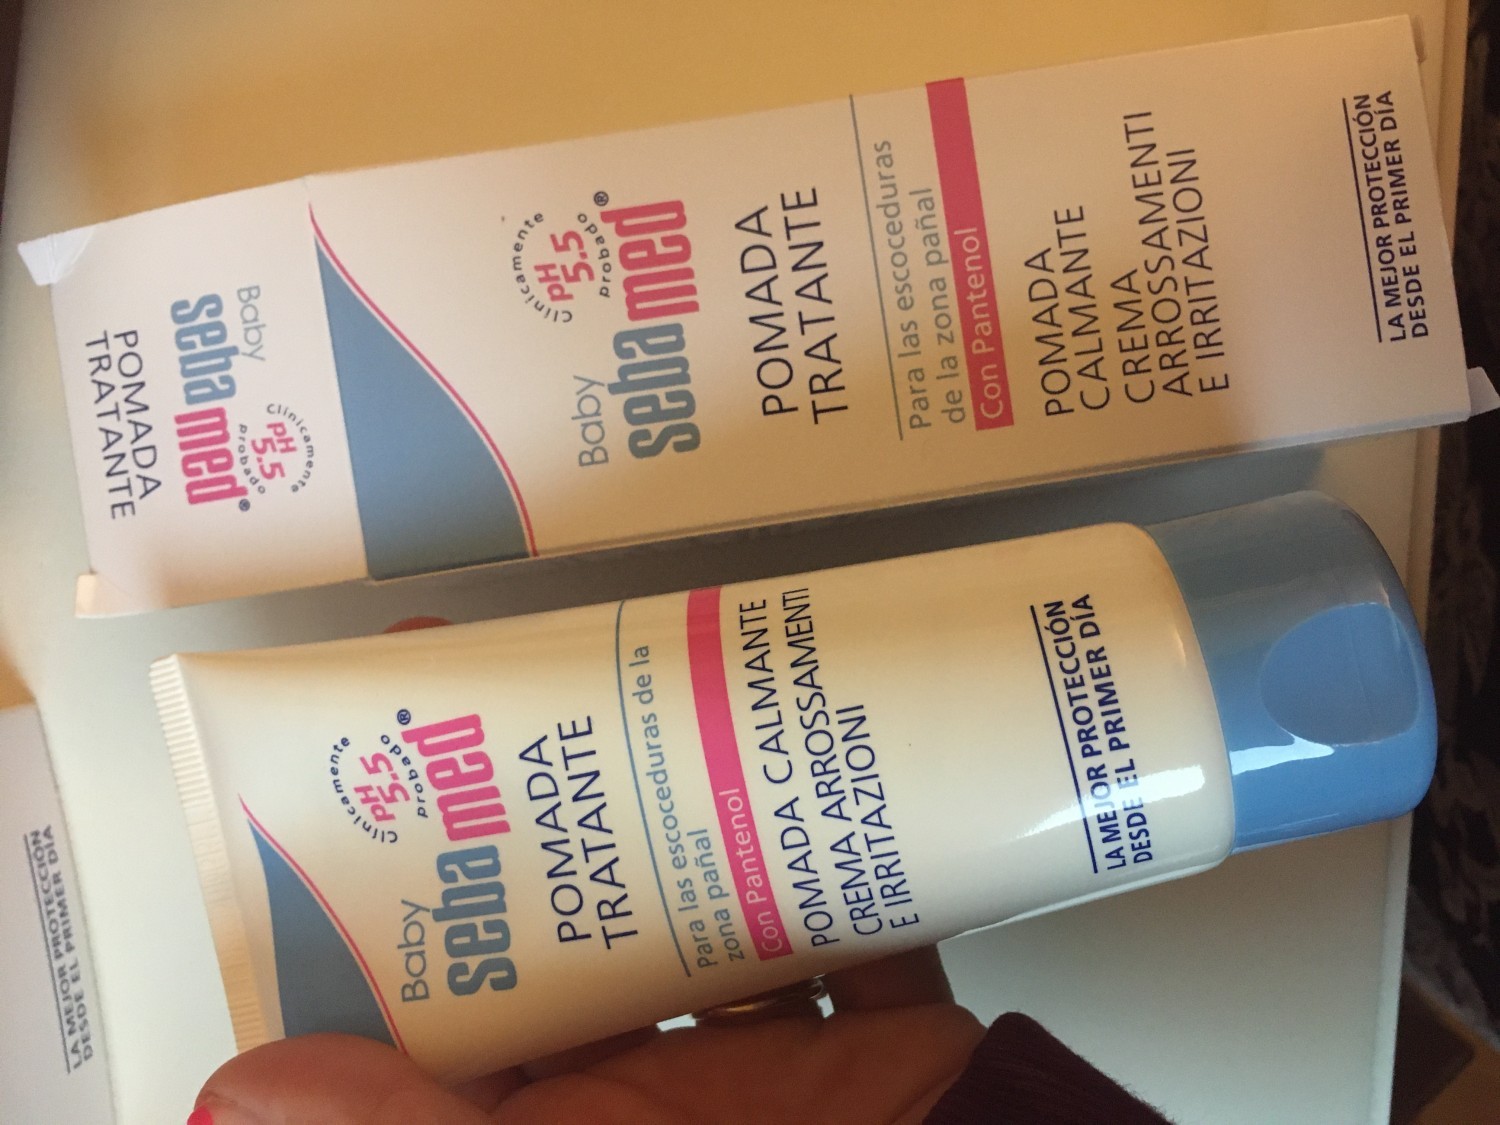 POMADA
TRATANTE
Baby
sebamed®
Clinicamente
pH
5.5
probado
Baby
sebamed®
Clinicamente
pH
5.5
probado
POMADA
TRATANTE
Para las escoceduras
de la zona pañal
Con Pantenol
POMADA
CALMANTE
CREMA
ARROSSAMENTI
E IRRITAZIONI
LA MEJOR PROTECCIÓN
DESDE EL PRIMER DÍA
Baby
sebamed®
Clinicamente
pH
5.5
probado
POMADA
TRATANTE
Para las escoceduras de la
zona pañal
Con Pantenol
POMADA CALMANTE
CREMA ARROSSAMENTI
E IRRITAZIONI
LA MEJOR PROTECCIÓN
DESDE EL PRIMER DÍA
LA MEJOR PROTECCIÓN
DESDE EL PRIMER DÍA